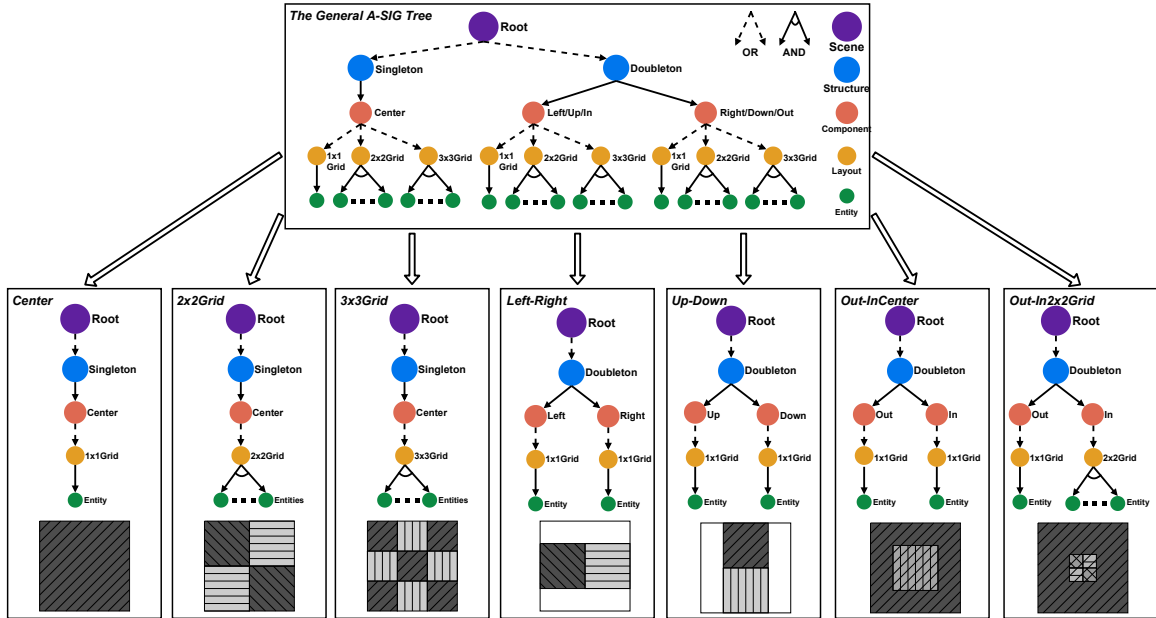 The General A-SIG Tree
Root
OR
AND
Scene
Singleton
Doubleton
Structure
Center
Left/Up/In
Right/Down/Out
Component
1x1
Grid
2x2Grid
3x3Grid
1x1
Grid
2x2Grid
3x3Grid
1x1
Grid
2x2Grid
3x3Grid
Layout
Entity
Center
Root
Singleton
Center
1x1Grid
Entity
2x2Grid
Root
Singleton
Center
2x2Grid
Entities
3x3Grid
Root
Singleton
Center
3x3Grid
Entities
Left-Right
Root
Doubleton
Left
Right
1x1Grid
1x1Grid
Entity
Entity
Up-Down
Root
Doubleton
Up
Down
1x1Grid
1x1Grid
Entity
Entity
Out-InCenter
Root
Doubleton
Out
In
1x1Grid
1x1Grid
Entity
Entity
Out-In2x2Grid
Root
Doubleton
Out
In
1x1Grid
2x2Grid
Entity
Entities